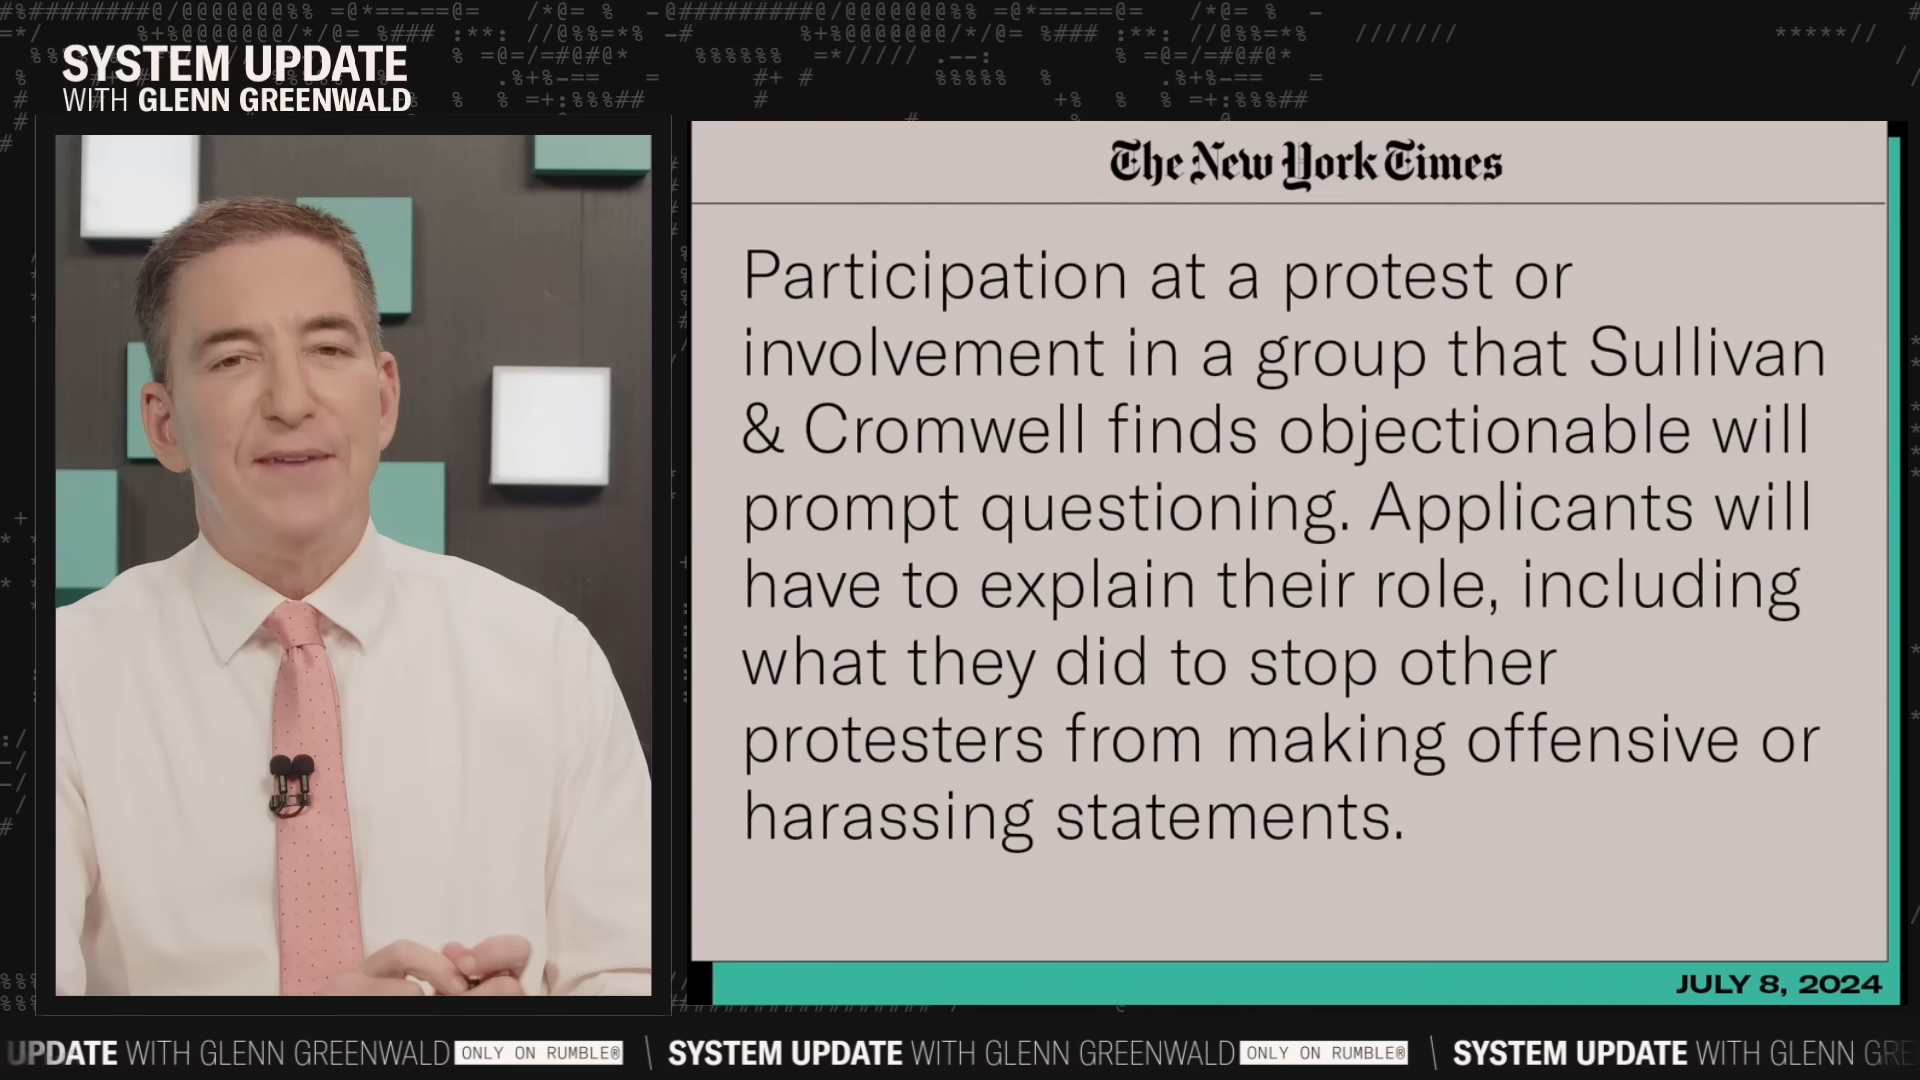 SYSTEM UPDATE
WITH GLENN GREENWALD
The New York Times
Participation at a protest or
involvement in a group that Sullivan
& Cromwell finds objectionable will
prompt questioning. Applicants will
have to explain their role, including
what they did to stop other
protesters from making offensive or
harassing statements.
JULY 8, 2024
UPDATE WITH GLENN GREENWALD ONLY ON RUMBLE® \ SYSTEM UPDATE WITH GLENN GREENWALD ONLY ON RUMBLE® \ SYSTEM UPDATE WITH GLENN GRE